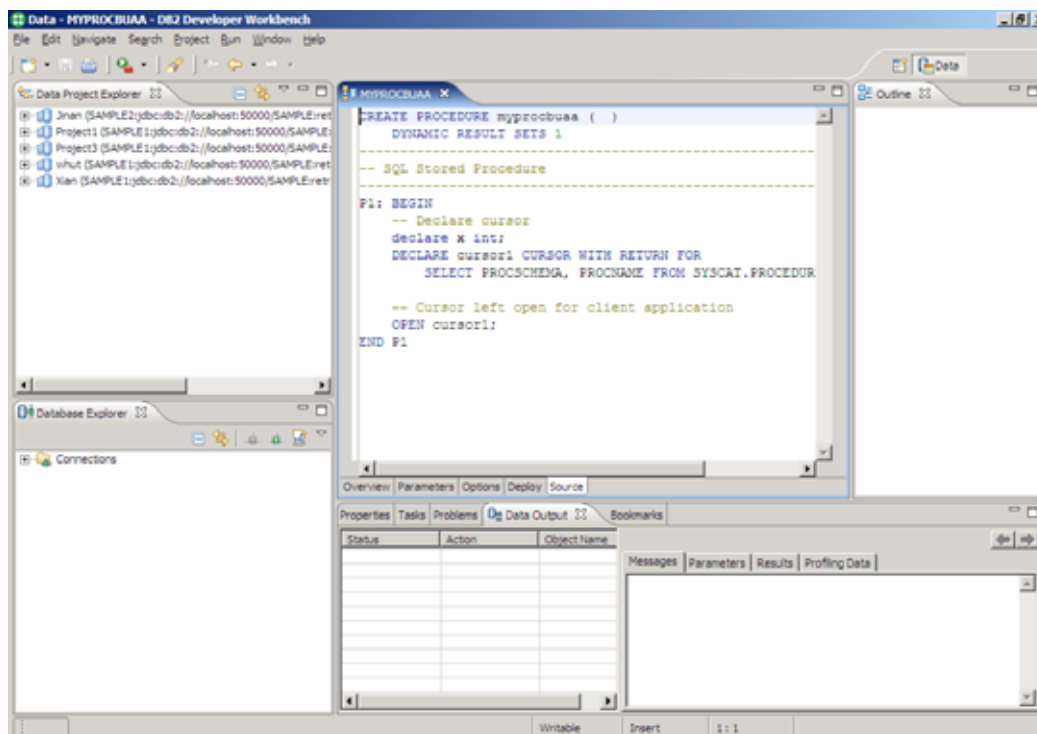 Data - MYPROCBUAA - DB2 Developer Workbench
File Edit Navigate Search Project Run Window Help
Data
Data Project Explorer
Jinan (SAMPLE2:jdbc:db2://localhost:50000/SAMPLE:ret
Project1 (SAMPLE1:jdbc:db2://localhost:50000/SAMPLE:
Project3 (SAMPLE1:jdbc:db2://localhost:50000/SAMPLE:
whut (SAMPLE1:jdbc:db2://localhost:50000/SAMPLE:ret
Xian (SAMPLE1:jdbc:db2://localhost:50000/SAMPLE:retr
MYPROCBUAA
CREATE PROCEDURE myprocbuaa ( )
DYNAMIC RESULT SETS 1
------------------------------------------------------------------------
-- SQL Stored Procedure
------------------------------------------------------------------------
P1: BEGIN
-- Declare cursor
declare x int;
DECLARE cursor1 CURSOR WITH RETURN FOR
SELECT PROCSCHEMA, PROCNAME FROM SYSCAT.PROCEDUR
-- Cursor left open for client application
OPEN cursor1;
END P1
Overview Parameters Options Deploy Source
Outline
Database Explorer
Connections
Properties Tasks Problems Data Output Bookmarks
Status Action Object Name
Messages Parameters Results Profiling Data
Writable Insert 1 : 1